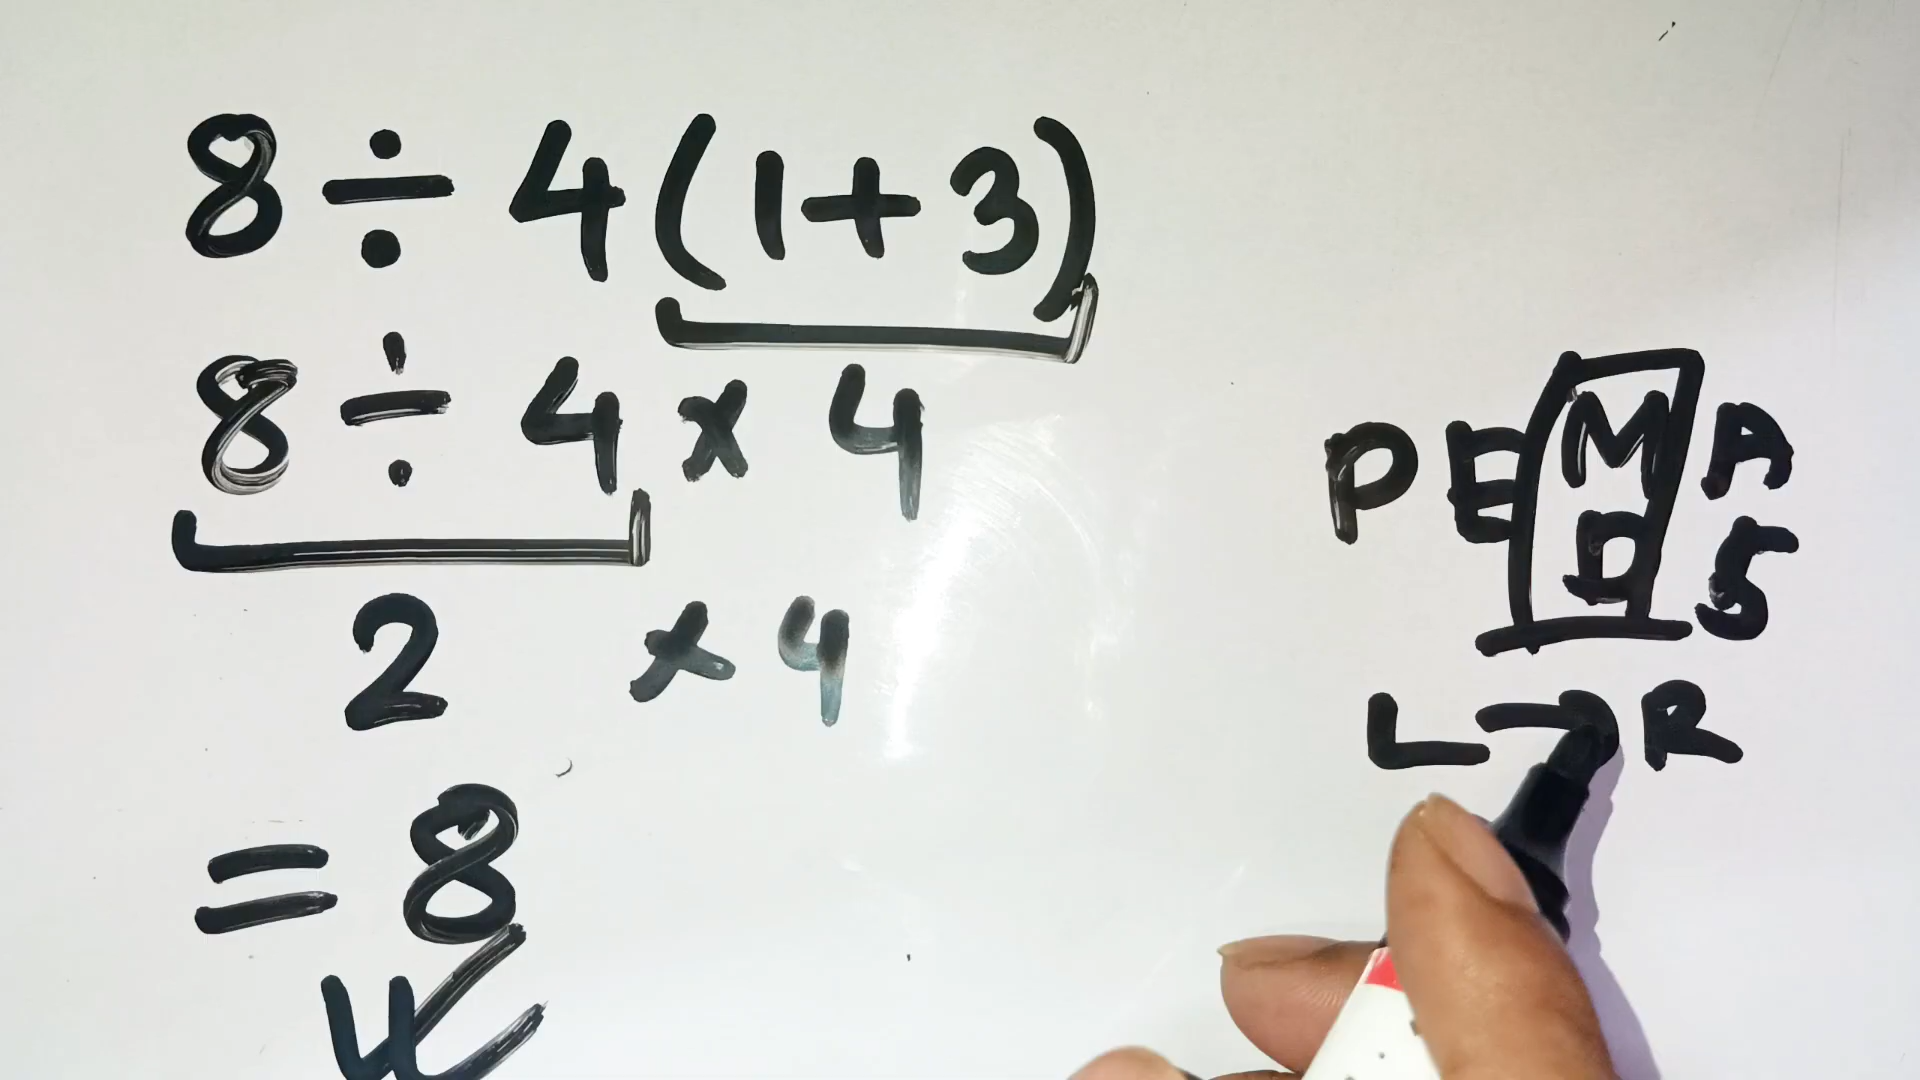 8 ÷ 4(1+3)
8 ÷ 4 × 4
2 × 4
= 8
P E M A
D S
L → R